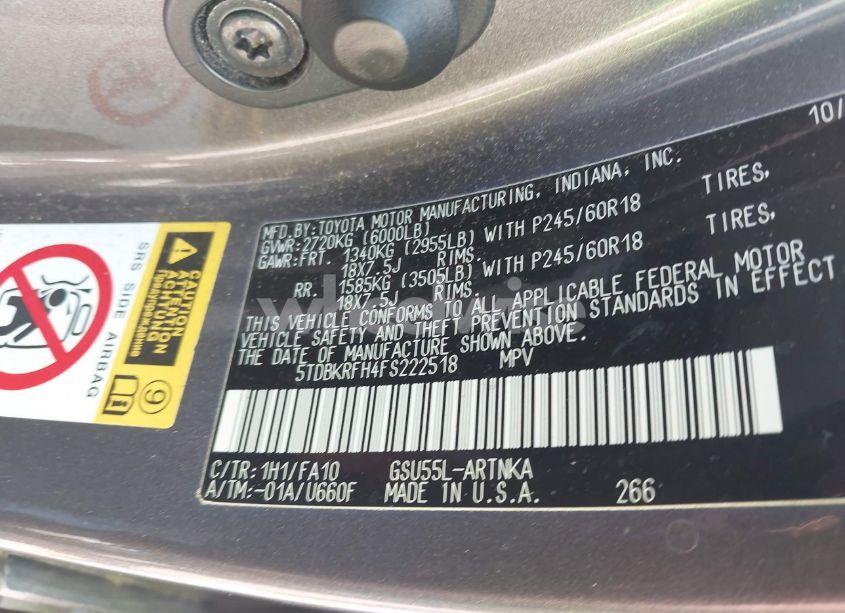 10/
MFD.BY:TOYOTA MOTOR MANUFACTURING, INDIANA, INC.
GVWR:2720KG (6000LB)
GAWR:FRT. 1340KG (2955LB) WITH P245/60R18 TIRES,
18X7.5J RIMS.
RR. 1585KG (3505LB) WITH P245/60R18 TIRES,
18X7.5J RIMS.
THIS VEHICLE CONFORMS TO ALL APPLICABLE FEDERAL MOTOR
VEHICLE SAFETY AND THEFT PREVENTION STANDARDS IN EFFECT
THE DATE OF MANUFACTURE SHOWN ABOVE.
5TDBKRFH4FS222518 MPV
C/TR:1H1/FA10 GSU55L-ARTNKA
A/TM:-01A/U660F MADE IN U.S.A. 266
SRS SIDE AIRBAG
CAUTION
ATTENTION
ACHTUNG
Предупреждение
9